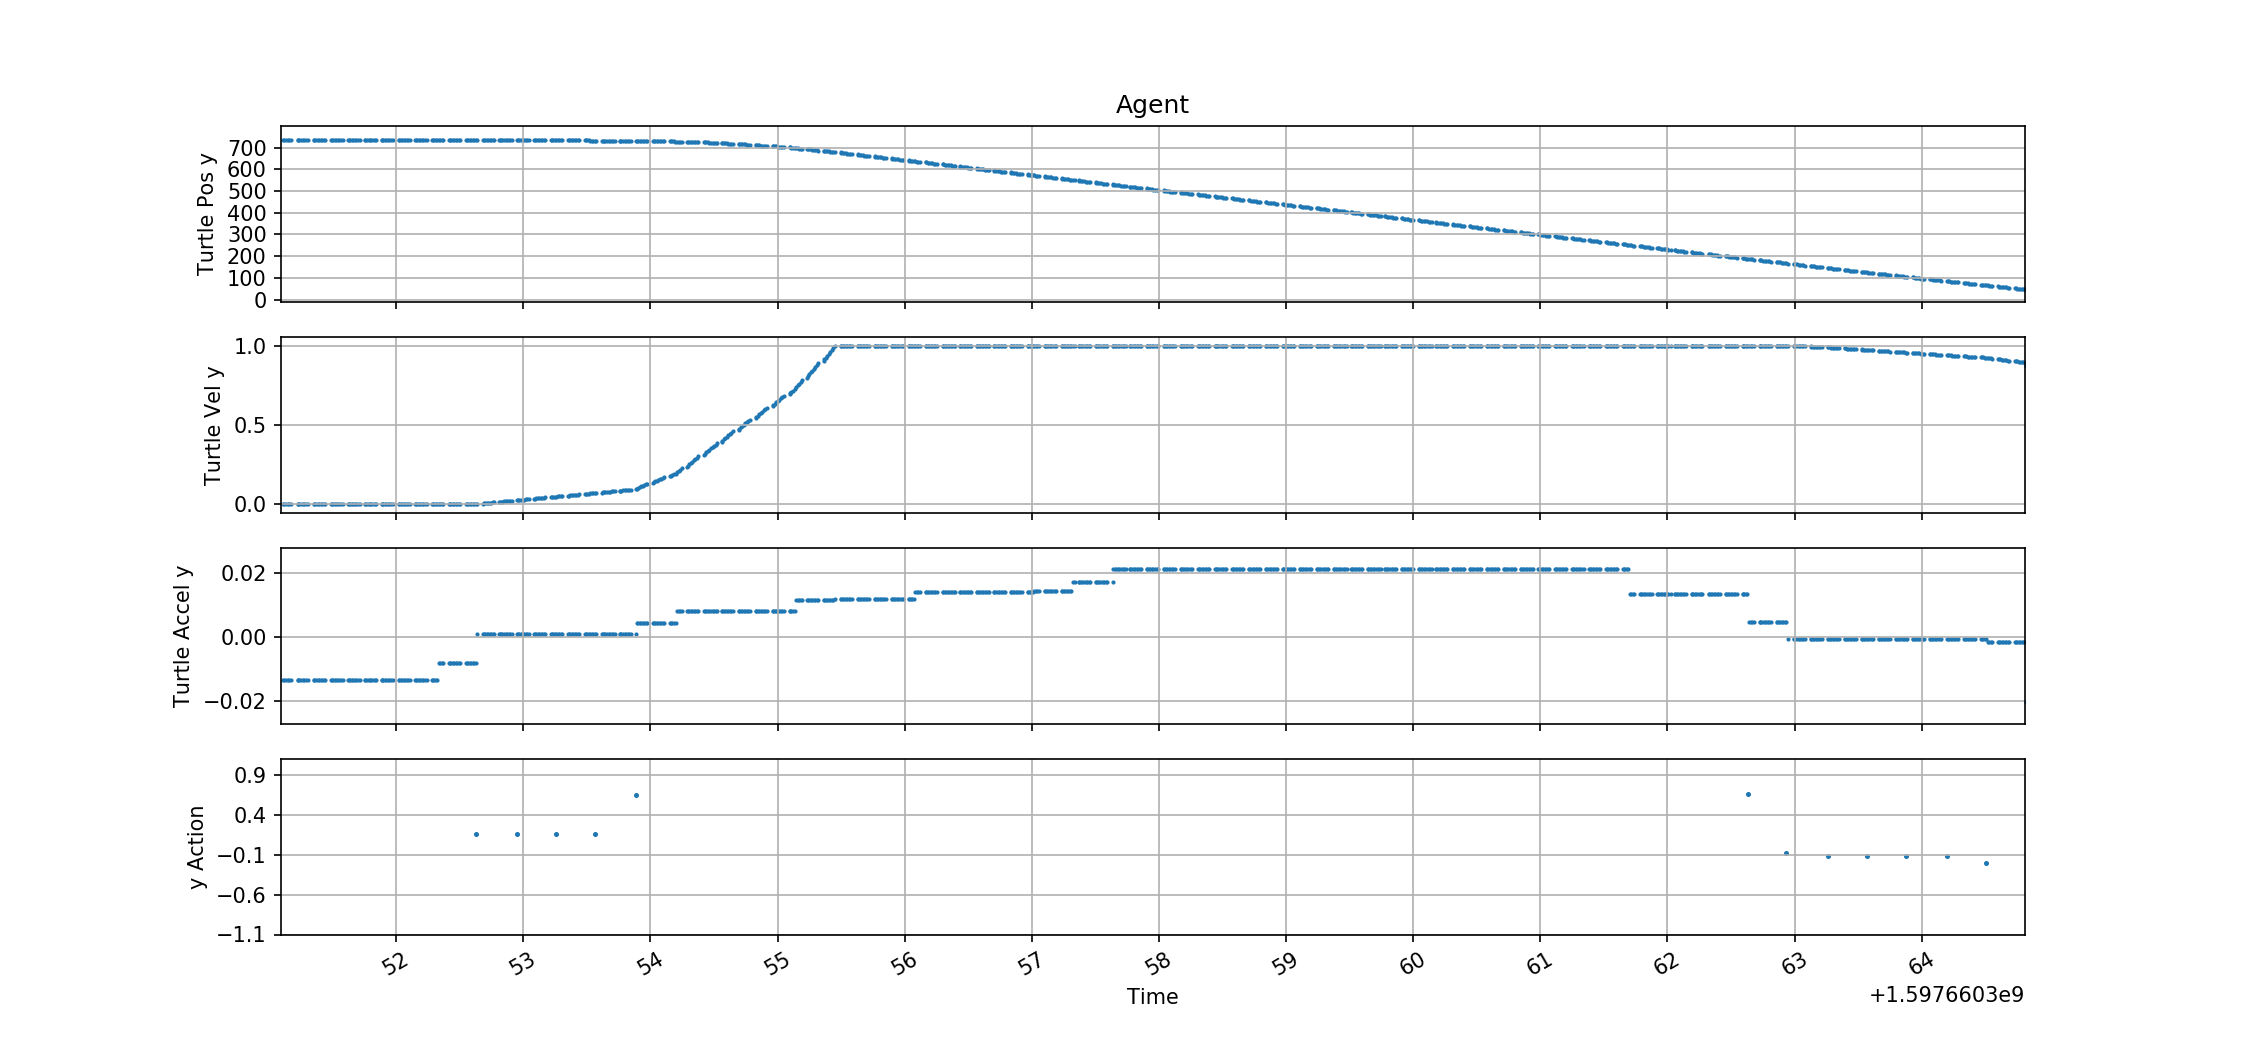 Agent
Turtle Pos y
700
600
500
400
300
200
100
0
Turtle Vel y
1.0
0.5
0.0
Turtle Accel y
0.02
0.00
−0.02
y Action
0.9
0.4
−0.1
−0.6
−1.1
52 53 54 55 56 57 58 59 60 61 62 63 64
Time
+1.5976603e9